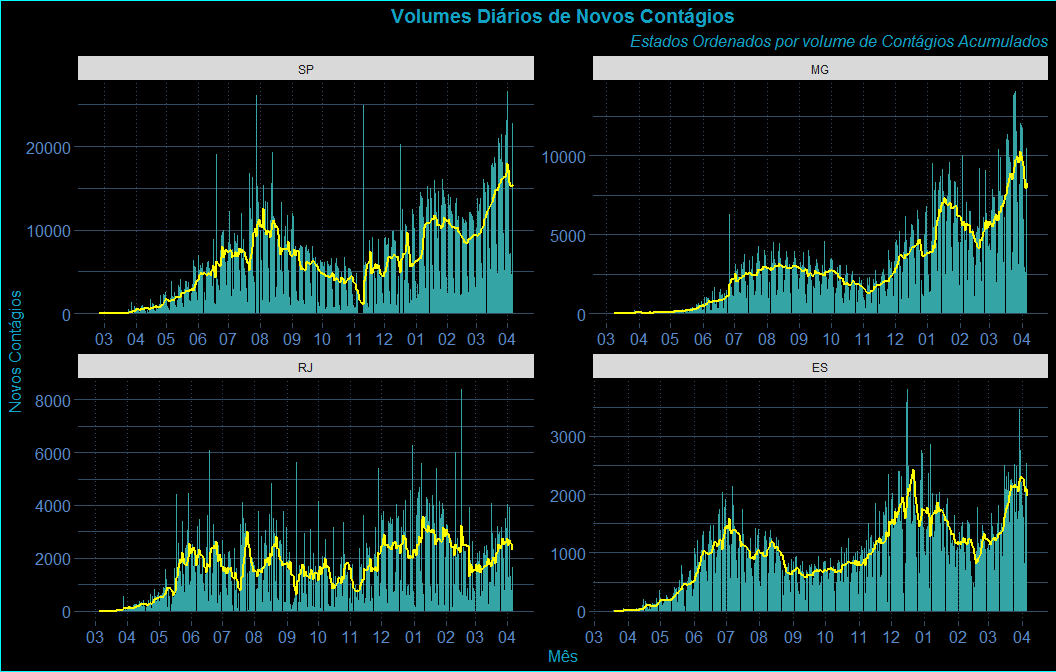 Volumes Diários de Novos Contágios
Estados Ordenados por volume de Contágios Acumulados
Novos Contágios
SP
20000
10000
0
03 04 05 06 07 08 09 10 11 12 01 02 03 04
MG
10000
5000
0
03 04 05 06 07 08 09 10 11 12 01 02 03 04
RJ
8000
6000
4000
2000
0
03 04 05 06 07 08 09 10 11 12 01 02 03 04
ES
3000
2000
1000
0
03 04 05 06 07 08 09 10 11 12 01 02 03 04
Mês